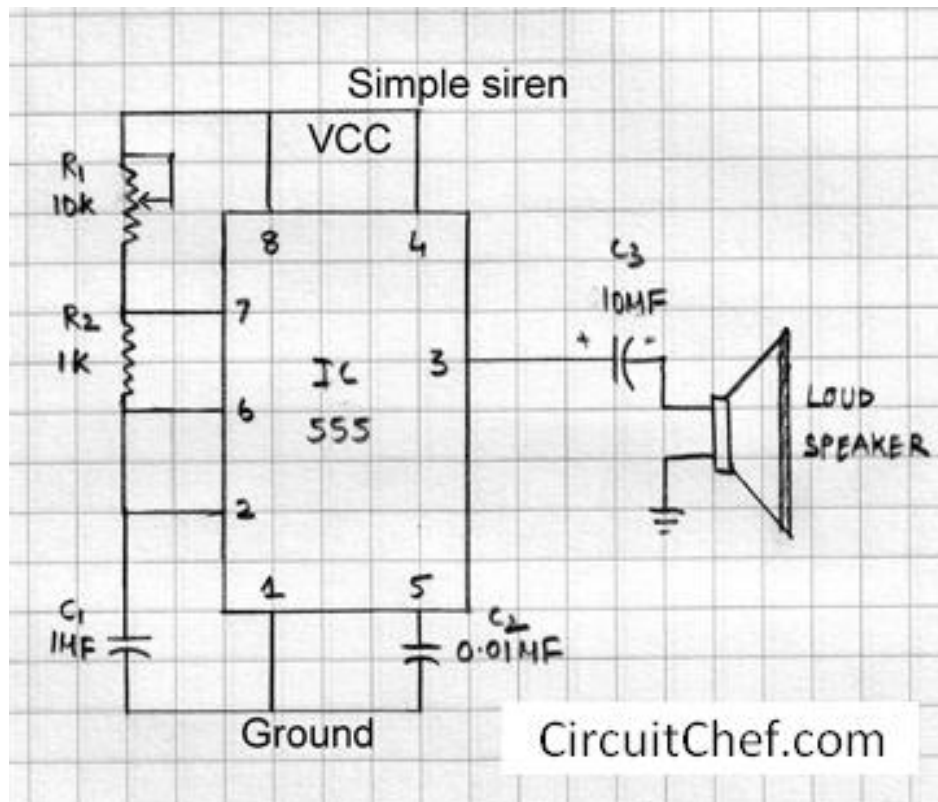 Simple siren
VCC
R1
10K
8
4
C3
10MF
R2
1K
7
3
+
-
IC
555
6
LOUD
SPEAKER
2
1
5
C1
1MF
C2
0.01MF
Ground
CircuitChef.com